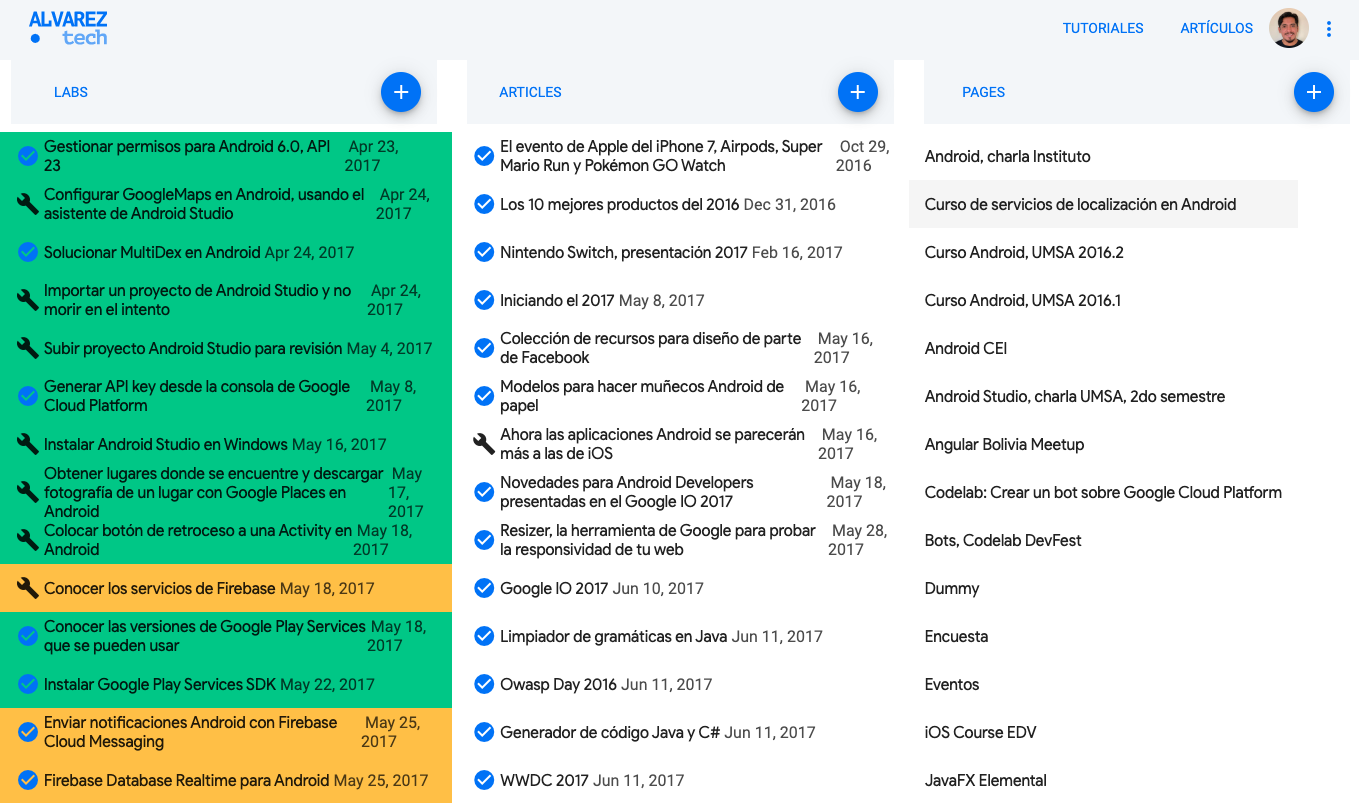 ALVAREZ
tech
TUTORIALES
ARTÍCULOS
LABS
Gestionar permisos para Android 6.0, API
23
Apr 23,
2017
Configurar GoogleMaps en Android, usando el
asistente de Android Studio
Apr 24,
2017
Solucionar MultiDex en Android Apr 24, 2017
Importar un proyecto de Android Studio y no
morir en el intento
Apr 24,
2017
Subir proyecto Android Studio para revisión May 4, 2017
Generar API key desde la consola de Google
Cloud Platform
May 8,
2017
Instalar Android Studio en Windows May 16, 2017
Obtener lugares donde se encuentre y descargar
fotografía de un lugar con Google Places en
Android
May
17,
2017
Colocar botón de retroceso a una Activity en
Android
May 18,
2017
Conocer los servicios de Firebase May 18, 2017
Conocer las versiones de Google Play Services
que se pueden usar
May 18,
2017
Instalar Google Play Services SDK May 22, 2017
Enviar notificaciones Android con Firebase
Cloud Messaging
May 25,
2017
Firebase Database Realtime para Android May 25, 2017
ARTICLES
El evento de Apple del iPhone 7, Airpods, Super
Mario Run y Pokémon GO Watch
Oct 29,
2016
Los 10 mejores productos del 2016 Dec 31, 2016
Nintendo Switch, presentación 2017 Feb 16, 2017
Iniciando el 2017 May 8, 2017
Colección de recursos para diseño de parte
de Facebook
May 16,
2017
Modelos para hacer muñecos Android de
papel
May 16,
2017
Ahora las aplicaciones Android se parecerán
más a las de iOS
May 16,
2017
Novedades para Android Developers
presentadas en el Google IO 2017
May 18,
2017
Resizer, la herramienta de Google para probar
la responsividad de tu web
May 28,
2017
Google IO 2017 Jun 10, 2017
Limpiador de gramáticas en Java Jun 11, 2017
Owasp Day 2016 Jun 11, 2017
Generador de código Java y C# Jun 11, 2017
WWDC 2017 Jun 11, 2017
PAGES
Android, charla Instituto
Curso de servicios de localización en Android
Curso Android, UMSA 2016.2
Curso Android, UMSA 2016.1
Android CEI
Android Studio, charla UMSA, 2do semestre
Angular Bolivia Meetup
Codelab: Crear un bot sobre Google Cloud Platform
Bots, Codelab DevFest
Dummy
Encuesta
Eventos
iOS Course EDV
JavaFX Elemental